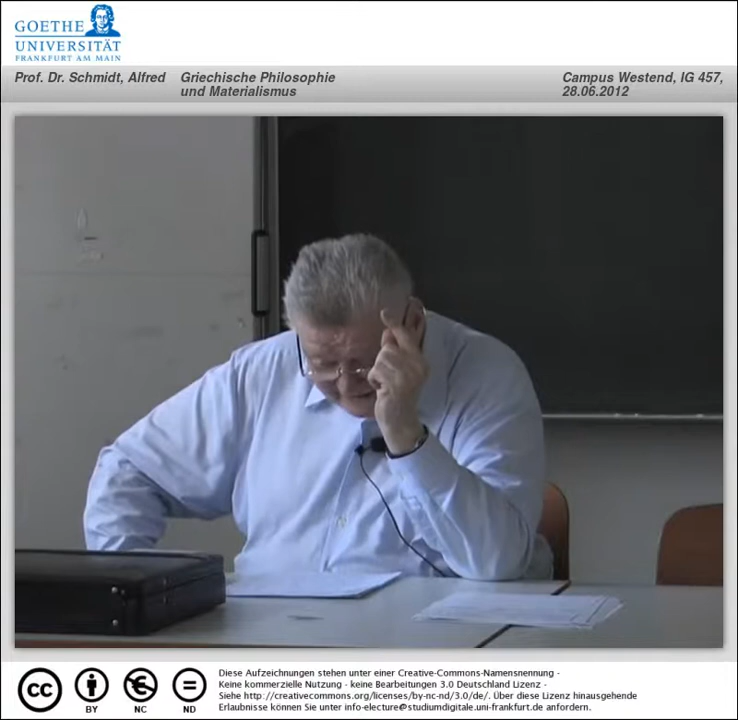 GOETHE
UNIVERSITÄT
FRANKFURT AM MAIN
Prof. Dr. Schmidt, Alfred
Griechische Philosophie
und Materialismus
Campus Westend, IG 457,
28.06.2012
cc
BY
NC
ND
Diese Aufzeichnungen stehen unter einer Creative-Commons-Namensnennung -
Keine kommerzielle Nutzung - keine Bearbeitungen 3.0 Deutschland Lizenz -
Siehe http://creativecommons.org/licenses/by-nc-nd/3.0/de/. Über diese Lizenz hinausgehende
Erlaubnisse können Sie unter info-electure@studiumdigitale.uni-frankfurt.de anfordern.